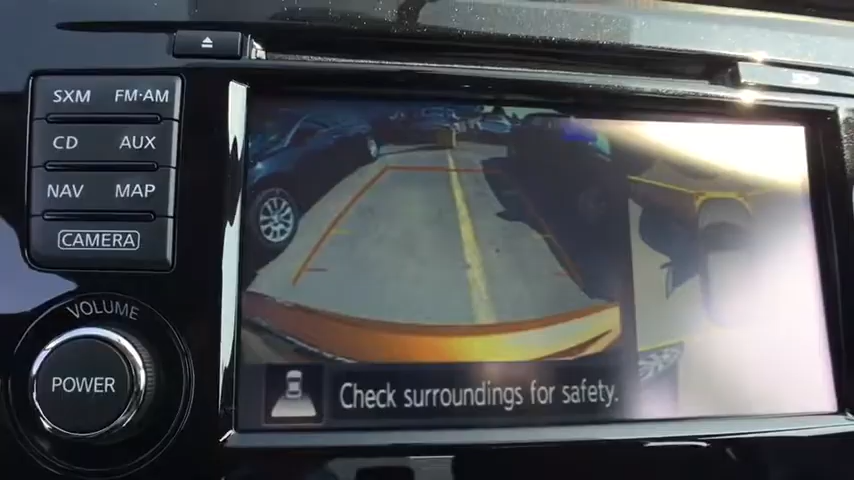 SXM FM·AM
CD AUX
NAV MAP
CAMERA
VOLUME
POWER
Check surroundings for safety.